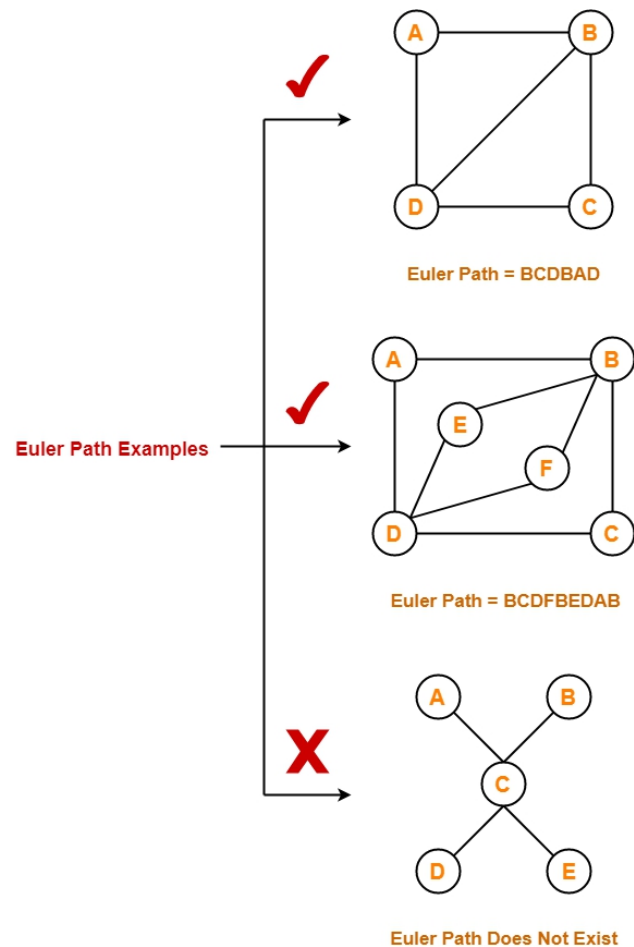 A
B
D
C
Euler Path = BCDBAD
A
B
E
F
D
C
Euler Path Examples
Euler Path = BCDFBEDAB
A
B
X
C
D
E
Euler Path Does Not Exist